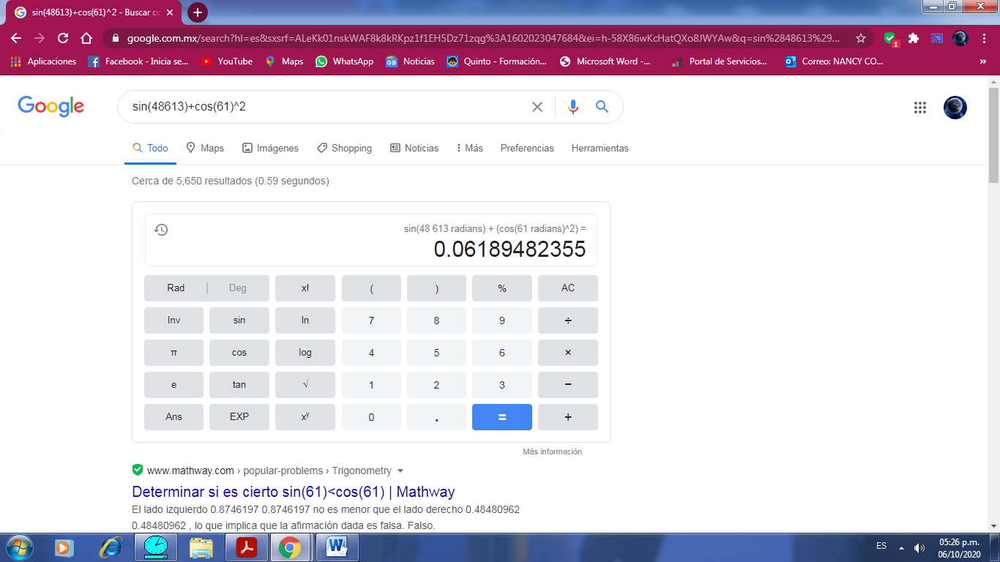 sin(48613)+cos(61)^2 - Buscar co
google.com.mx/search?hl=es&sxsrf=ALeKk01nskWAF8k8kRKpz1f1EH5Dz71zqg%3A1602023047684&ei=h-58X86wKcHatQXo8JWYAw&q=sin%2848613%29...
1
Aplicaciones Facebook - Inicia se... YouTube Maps WhatsApp Noticias Quinto - Formación... Microsoft Word -... Portal de Servicios... Correo: NANCY CO... »
Google sin(48613)+cos(61)^2
Todo Maps Imágenes Shopping Noticias Más Preferencias Herramientas
Cerca de 5,650 resultados (0.59 segundos)
sin(48 613 radians) + (cos(61 radians)^2) =
0.06189482355
Rad | Deg x! ( ) % AC
Inv sin ln 7 8 9 ÷
π cos log 4 5 6 ×
e tan √ 1 2 3 −
Ans EXP xʸ 0 . = +
Más información
www.mathway.com › popular-problems › Trigonometry
Determinar si es cierto sin(61)<cos(61) | Mathway
El lado izquierdo 0.8746197 0.8746197 no es menor que el lado derecho 0.48480962
0.48480962 , lo que implica que la afirmación dada es falsa. Falso.
ES 05:26 p.m.
06/10/2020